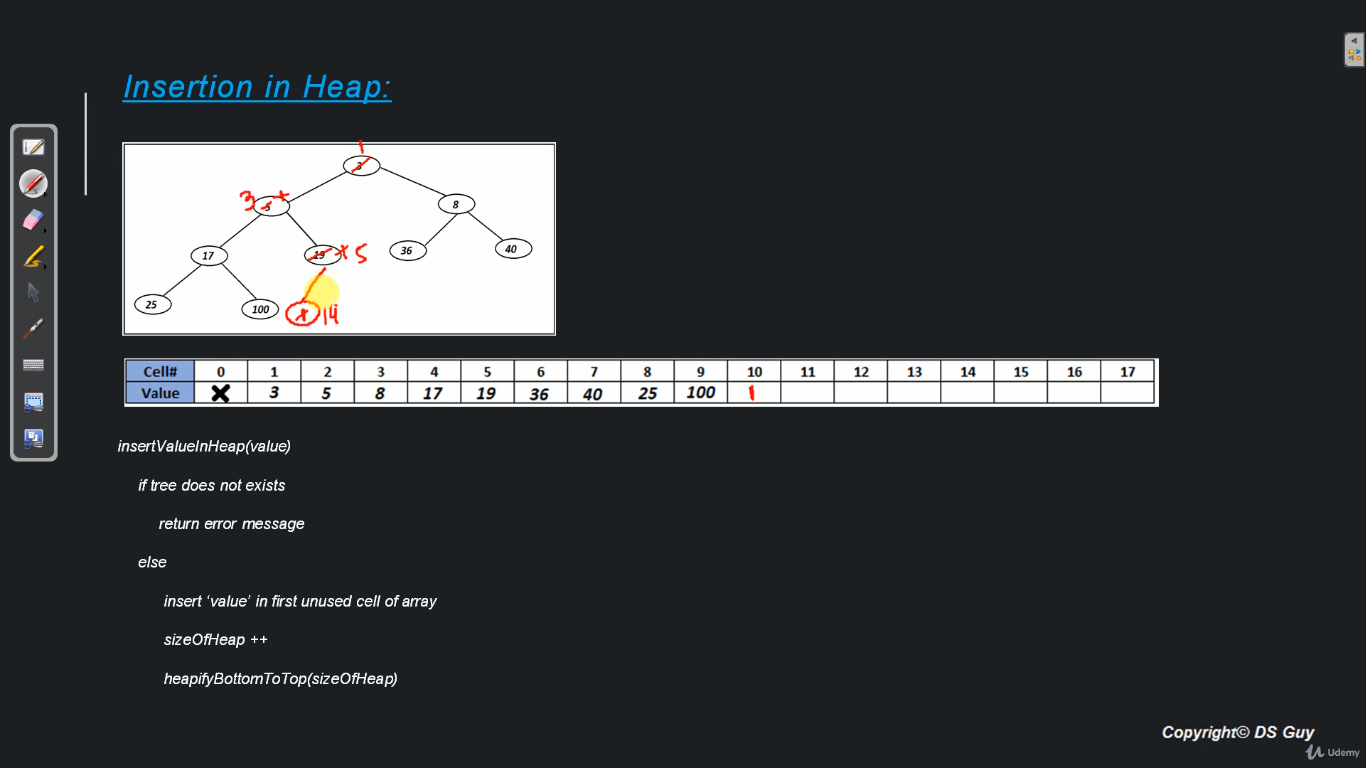 Insertion in Heap:
1
3
3 5 8
17 19 5 36 40
25 100 14
Cell# 0 1 2 3 4 5 6 7 8 9 10 11 12 13 14 15 16 17
Value X 3 5 8 17 19 36 40 25 100 1
insertValueInHeap(value)
if tree does not exists
return error message
else
insert ‘value’ in first unused cell of array
sizeOfHeap ++
heapifyBottomToTop(sizeOfHeap)
Copyright© DS Guy
Udemy